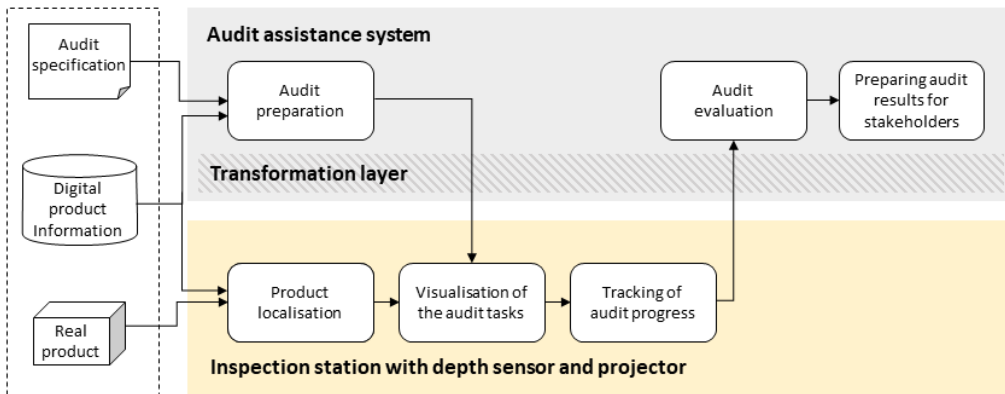 Audit
specification
Digital
product
Information
Real
product
Audit assistance system
Audit
preparation
Audit
evaluation
Preparing audit
results for
stakeholders
Transformation layer
Product
localisation
Visualisation of
the audit tasks
Tracking of
audit progress
Inspection station with depth sensor and projector